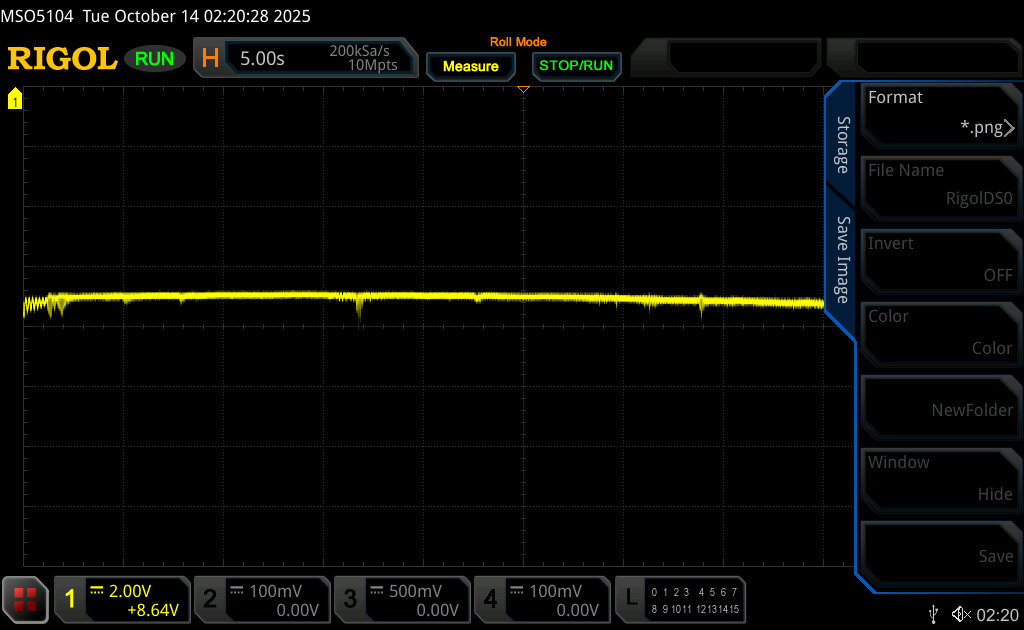 MSO5104 Tue October 14 02:20:28 2025
RIGOL
RUN
H
5.00s
200kSa/s
10Mpts
Roll Mode
Measure
STOP/RUN
1
Storage
Save Image
Format
*.png
File Name
RigolDS0
Invert
OFF
Color
Color
NewFolder
Window
Hide
Save
1
2.00V
+8.64V
2
100mV
0.00V
3
500mV
0.00V
4
100mV
0.00V
L
0 1 2 3 4 5 6 7
8 9 10 11 12 13 14 15
02:20